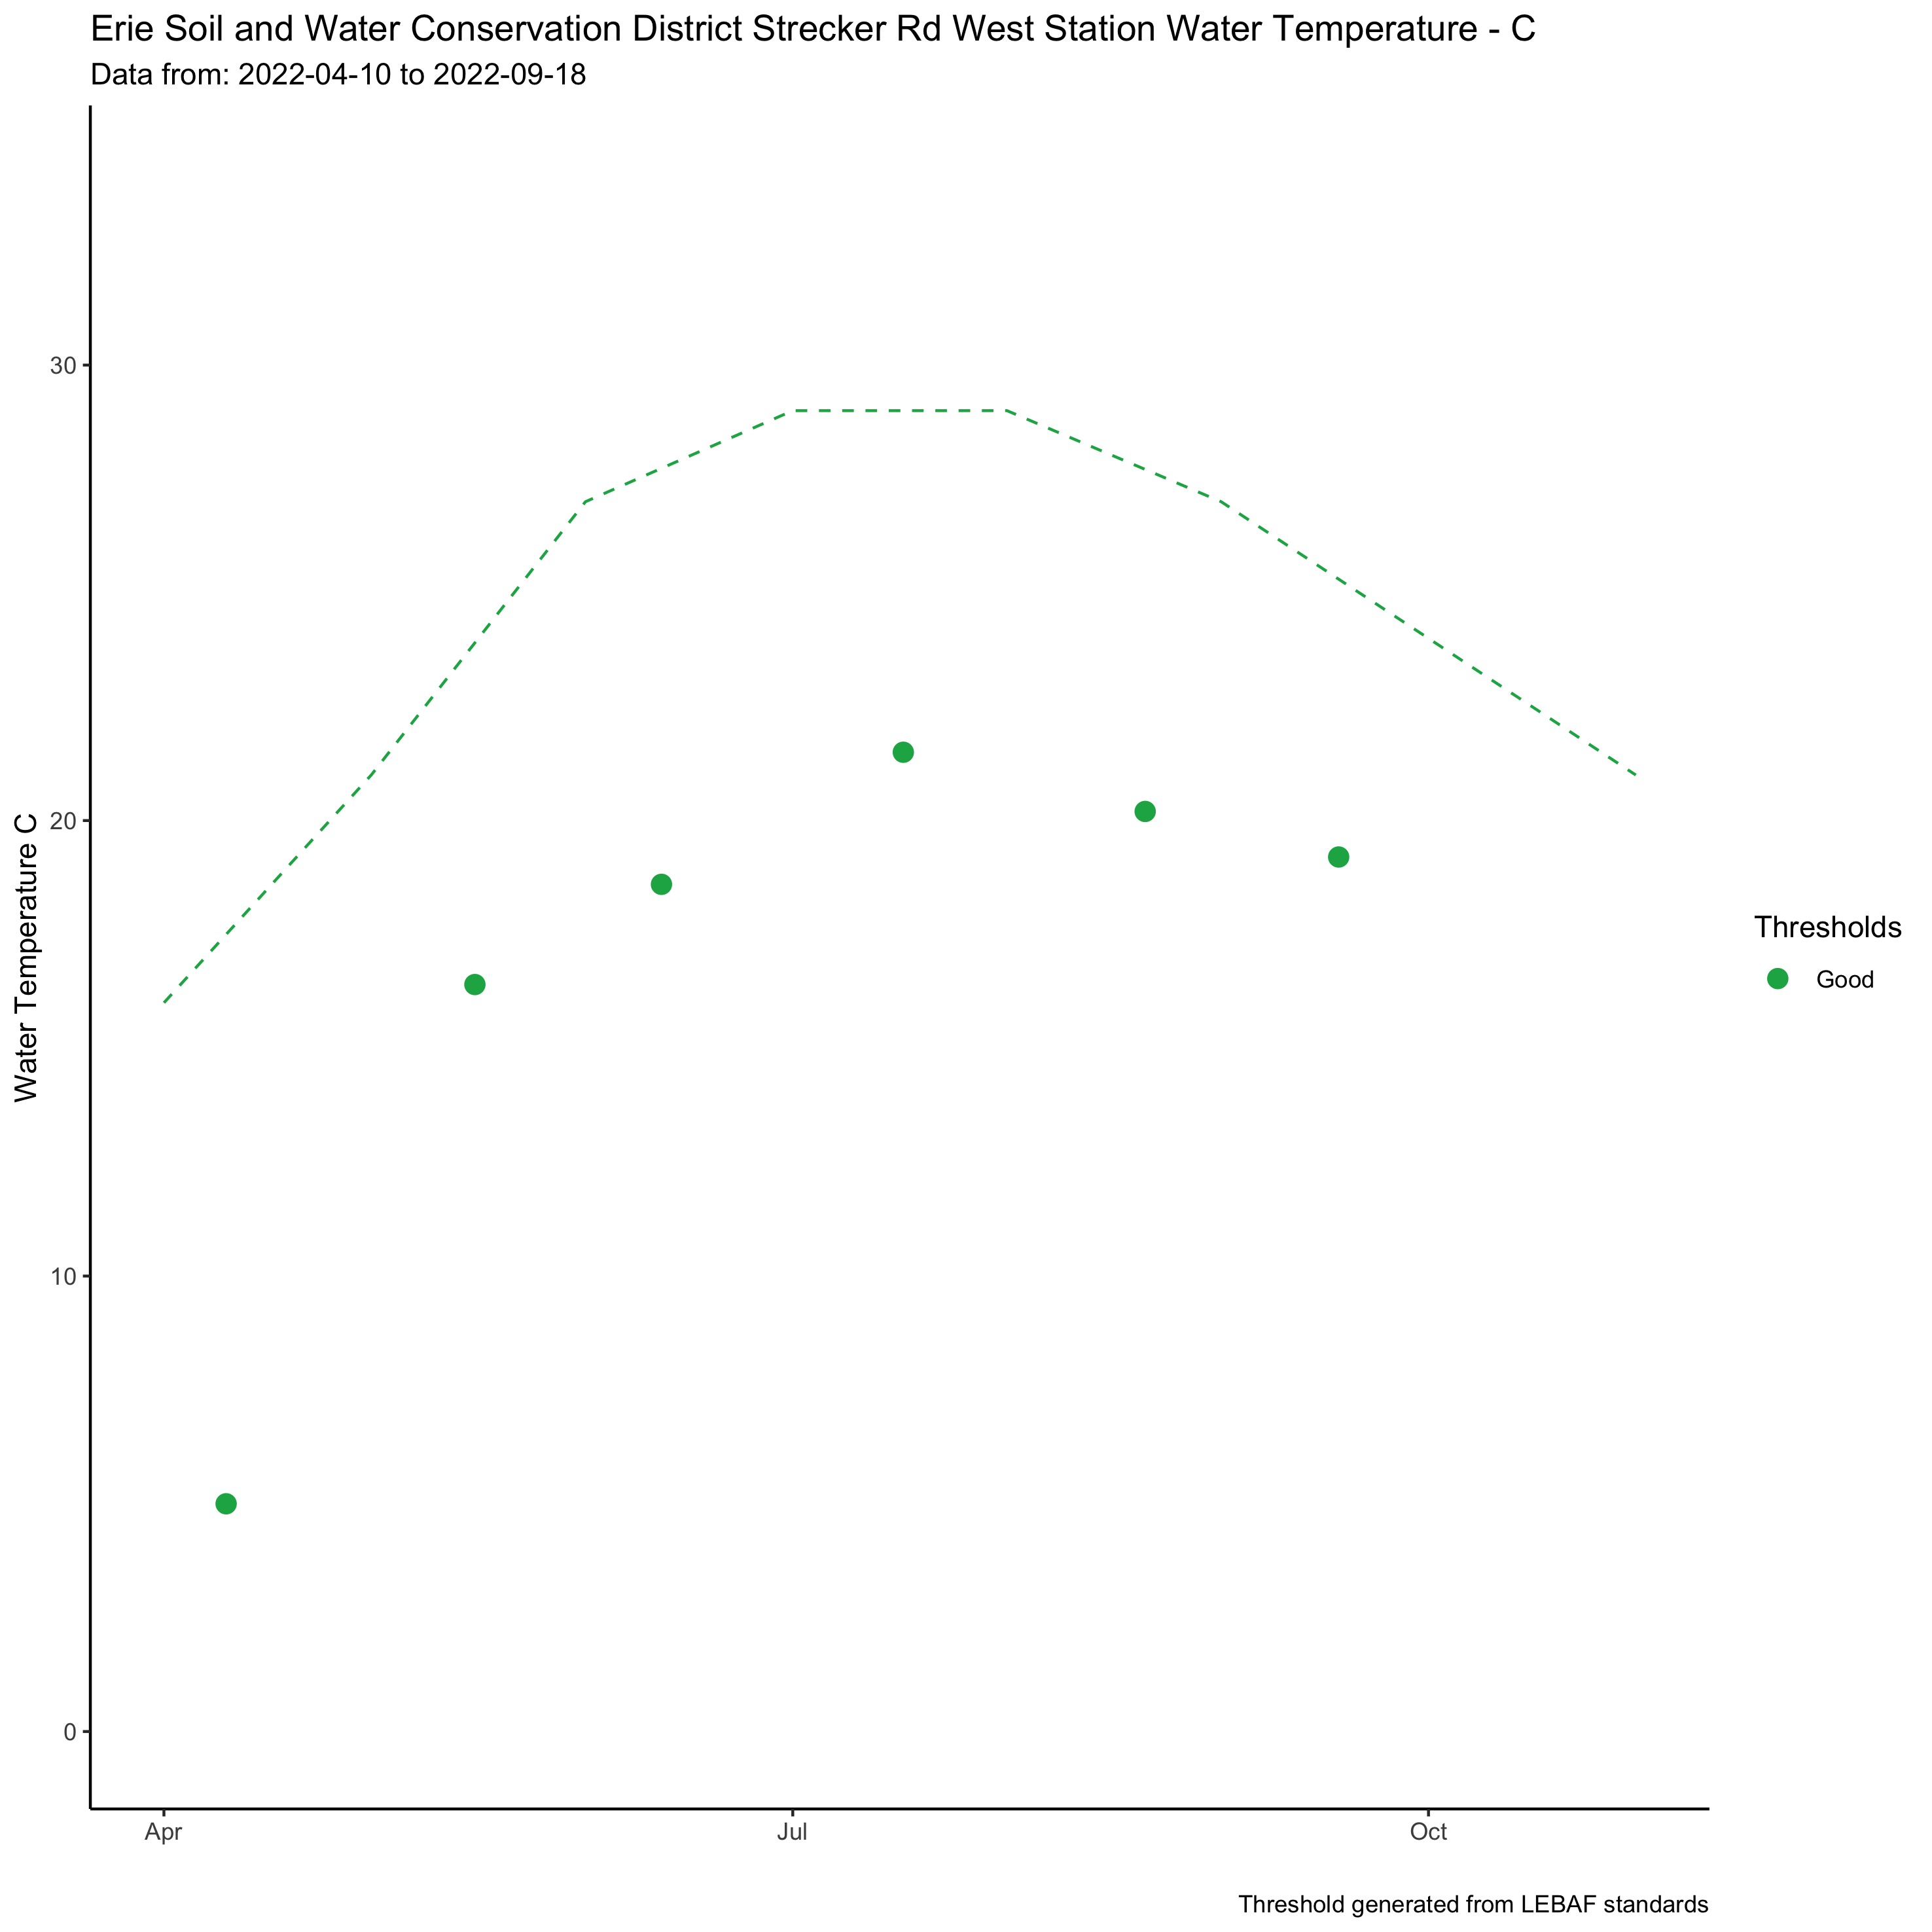 Erie Soil and Water Conservation District Strecker Rd West Station Water Temperature - C
Data from: 2022-04-10 to 2022-09-18
Water Temperature C
30
20
10
0
Apr
Jul
Oct
Thresholds
Good
Threshold generated from LEBAF standards